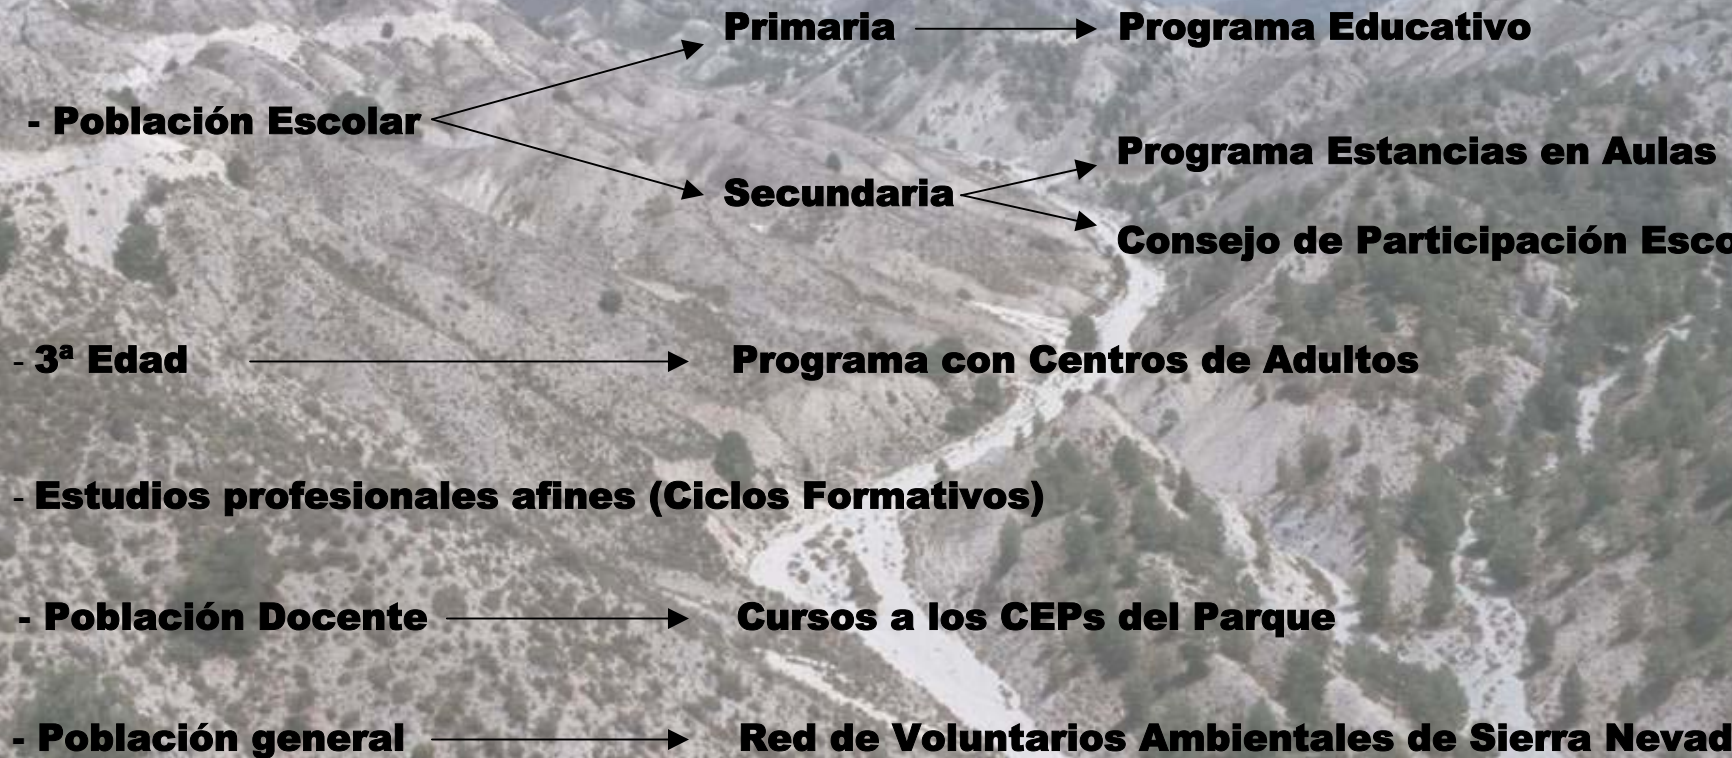 Primaria Programa Educativo
- Población Escolar
Programa Estancias en Aulas
Secundaria
Consejo de Participación Esco
- 3ª Edad Programa con Centros de Adultos
- Estudios profesionales afines (Ciclos Formativos)
- Población Docente Cursos a los CEPs del Parque
- Población general Red de Voluntarios Ambientales de Sierra Nevad